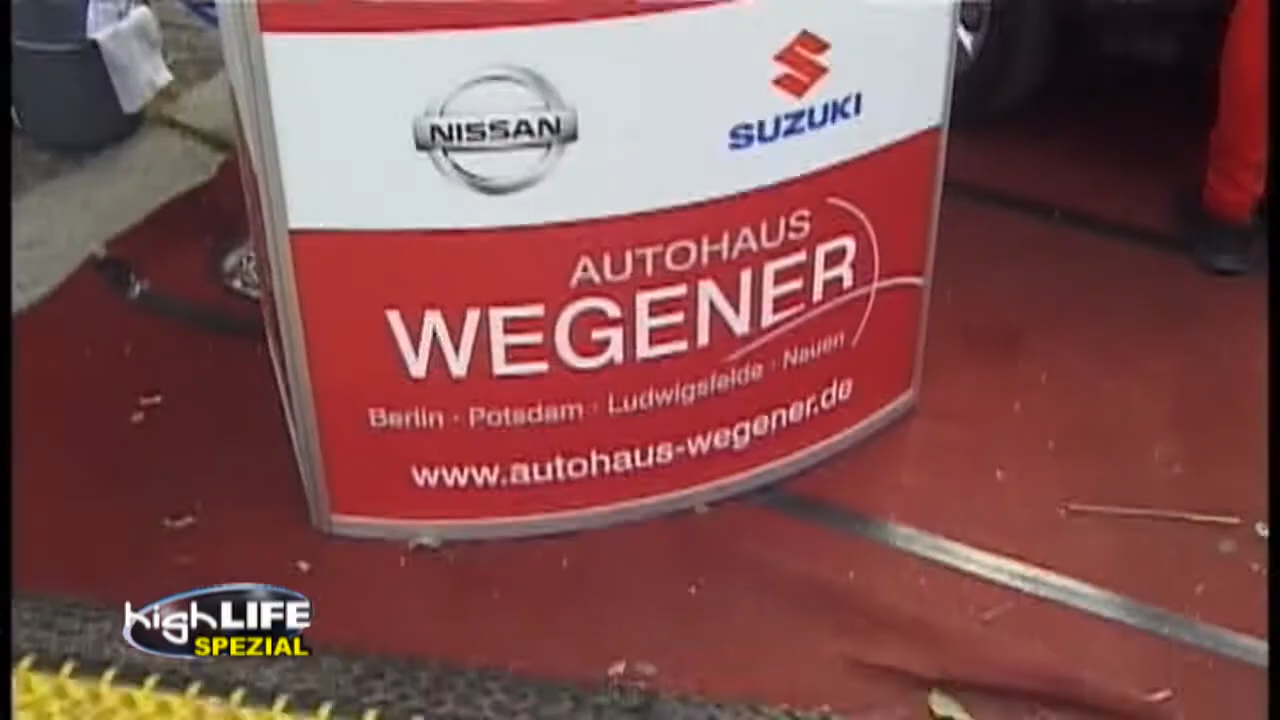 NISSAN
SUZUKI
AUTOHAUS
WEGENER
Berlin · Potsdam · Ludwigsfelde · Nauen
www.autohaus-wegener.de
highLIFE
SPEZIAL